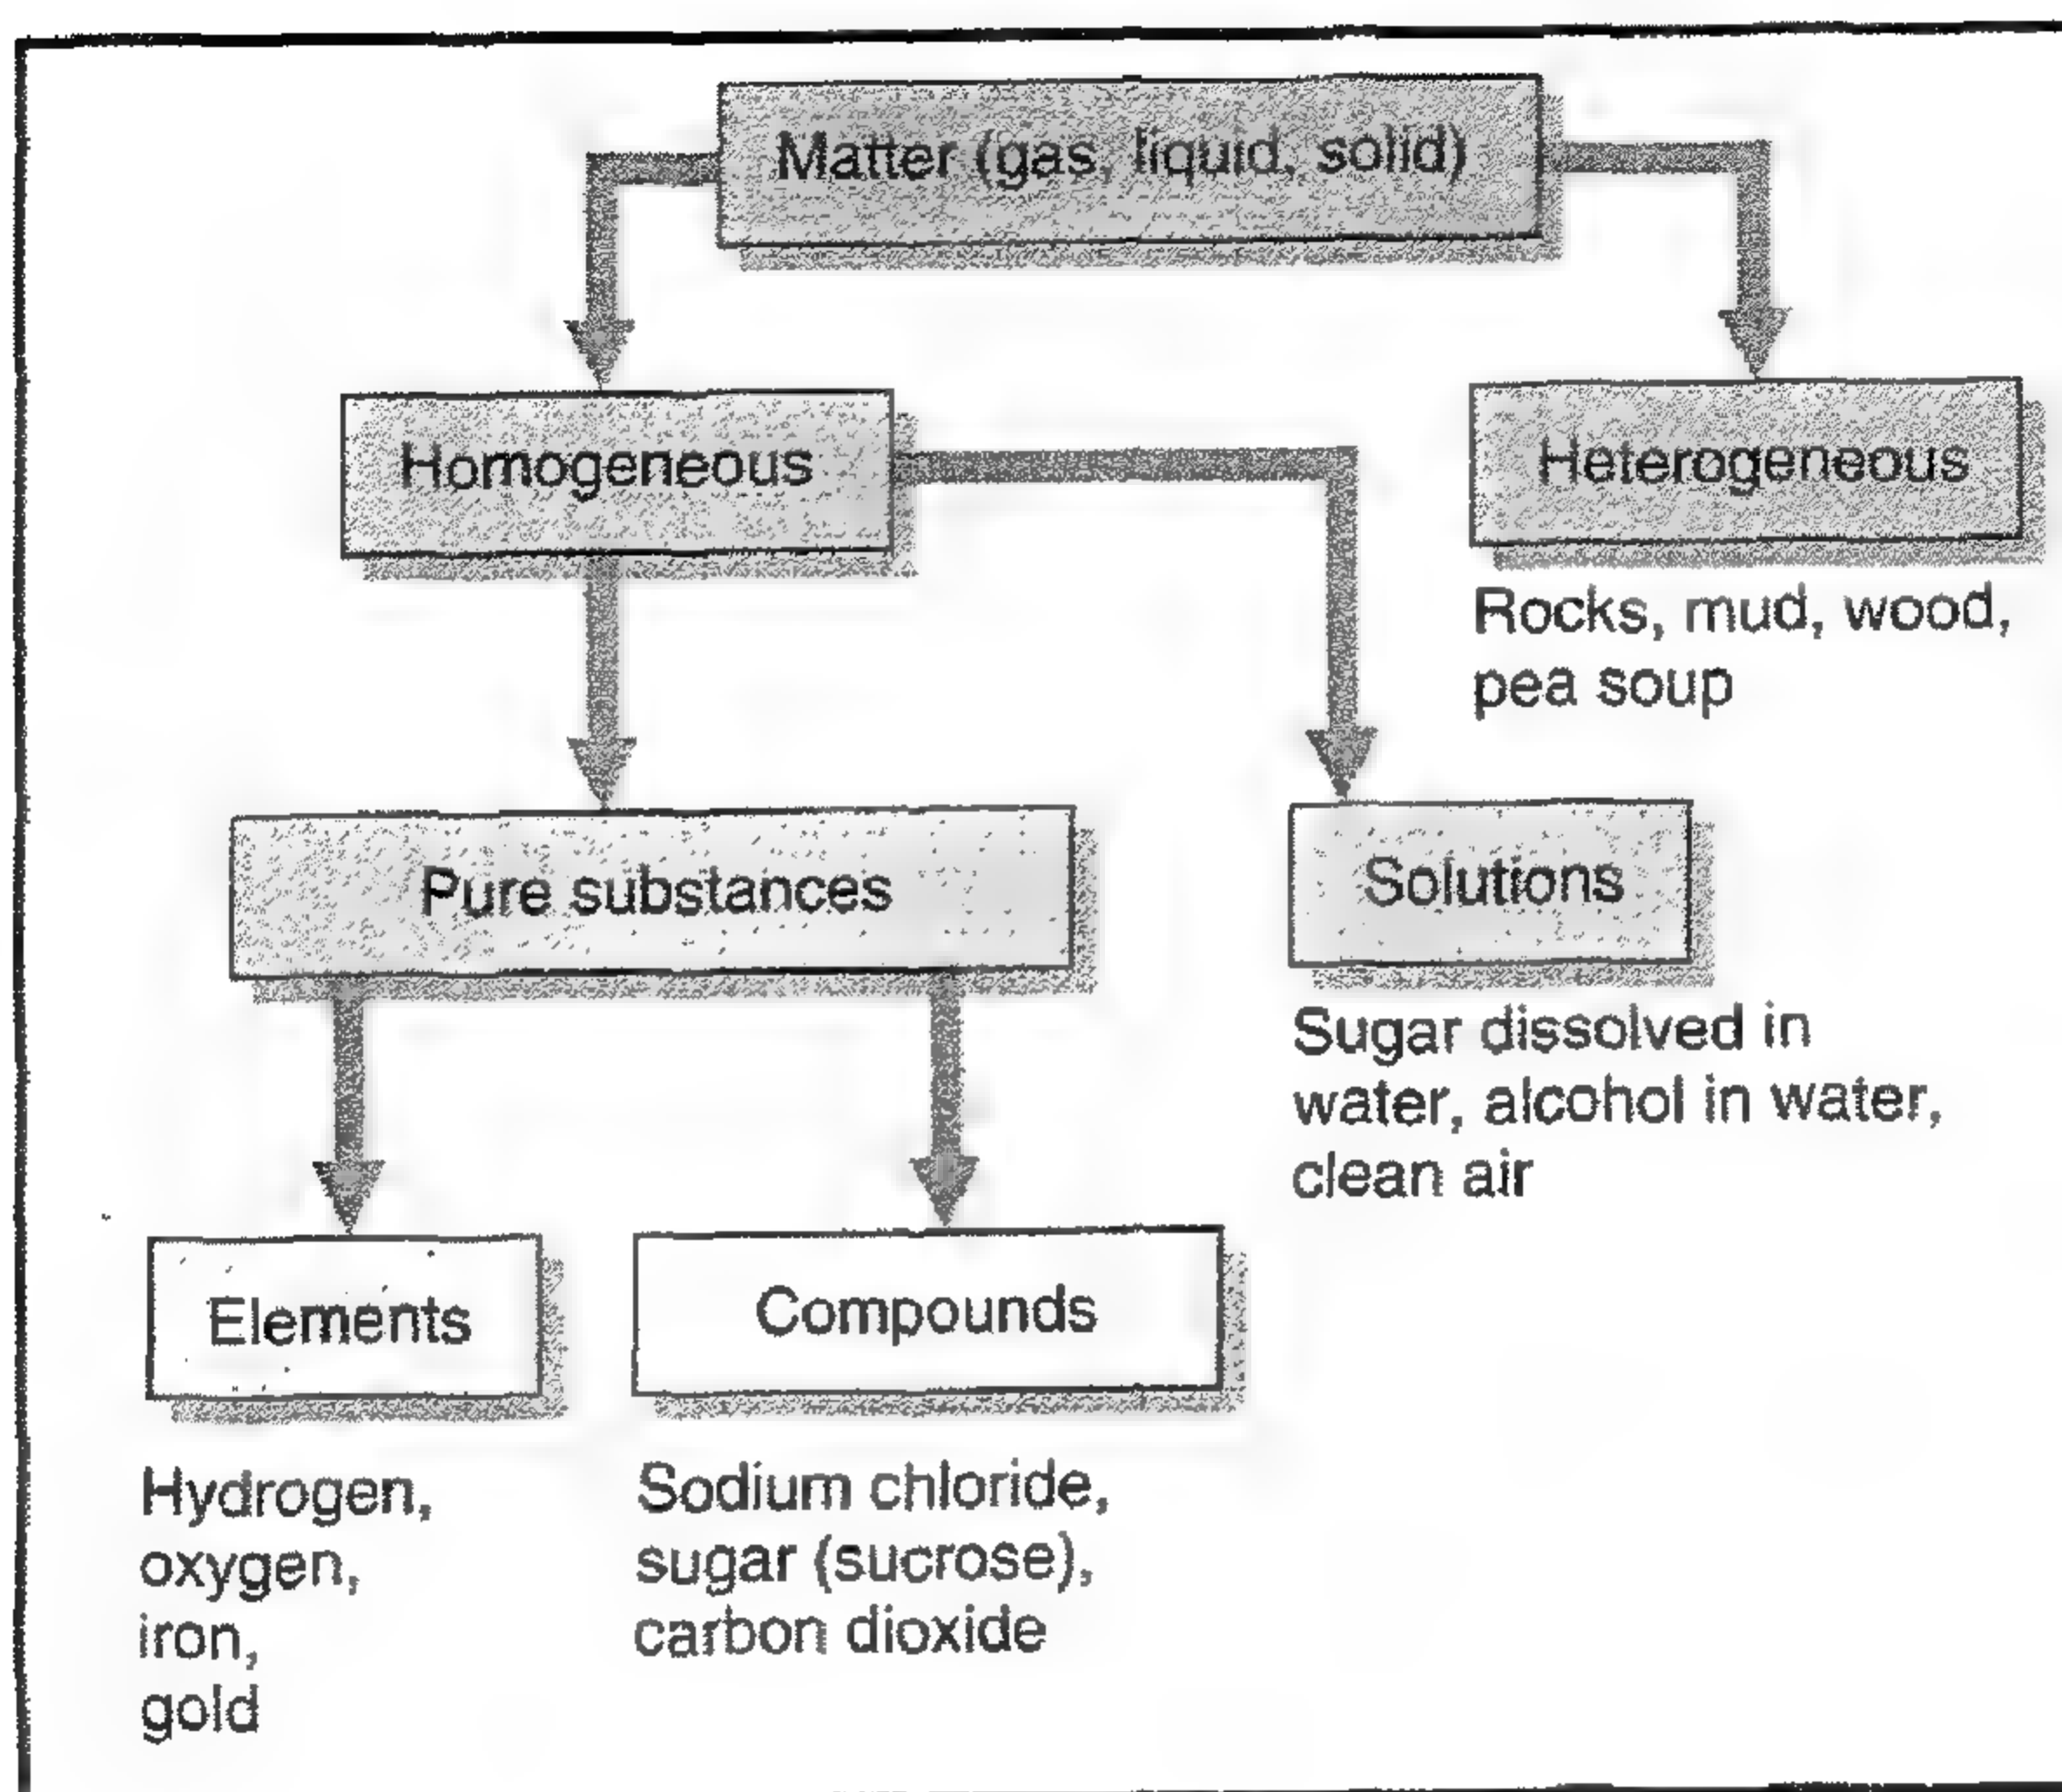 Matter (gas, liquid, solid)
Homogeneous
Heterogeneous
Rocks, mud, wood,
pea soup
Pure substances
Solutions
Sugar dissolved in
water, alcohol in water,
clean air
Elements
Compounds
Hydrogen,
oxygen,
iron,
gold
Sodium chloride,
sugar (sucrose),
carbon dioxide